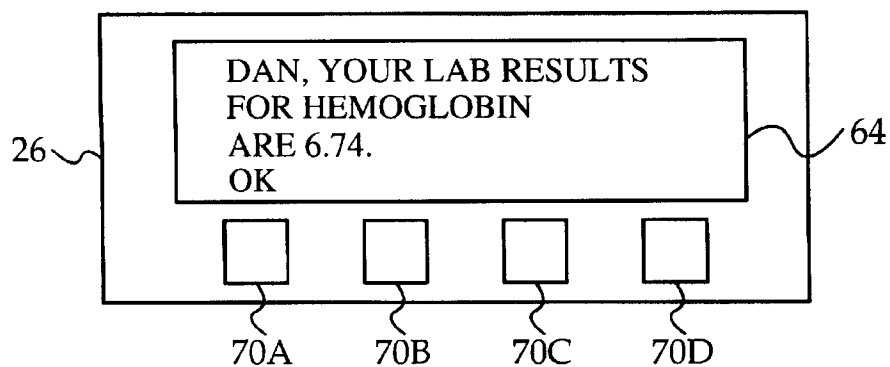 DAN, YOUR LAB RESULTS
FOR HEMOGLOBIN
ARE 6.74.
OK
26
64
70A 70B 70C 70D